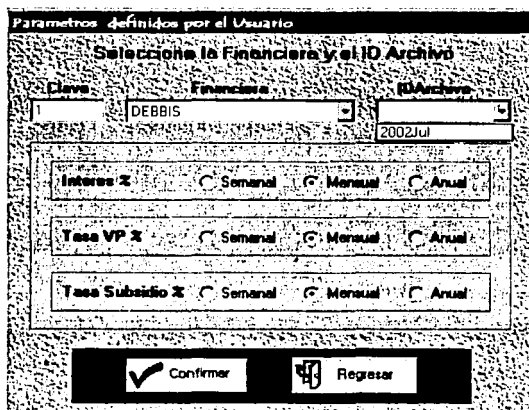 Parametros definidos por el Usuario
Seleccione la Financiera y el ID Archivo
Clave Financiera IDArchivo
1 DEBBIS
2002Jul
Interes % Semanal Mensual Anual
Tasa VP % Semanal Mensual Anual
Tasa Subsidio % Semanal Mensual Anual
Confirmar Regresar